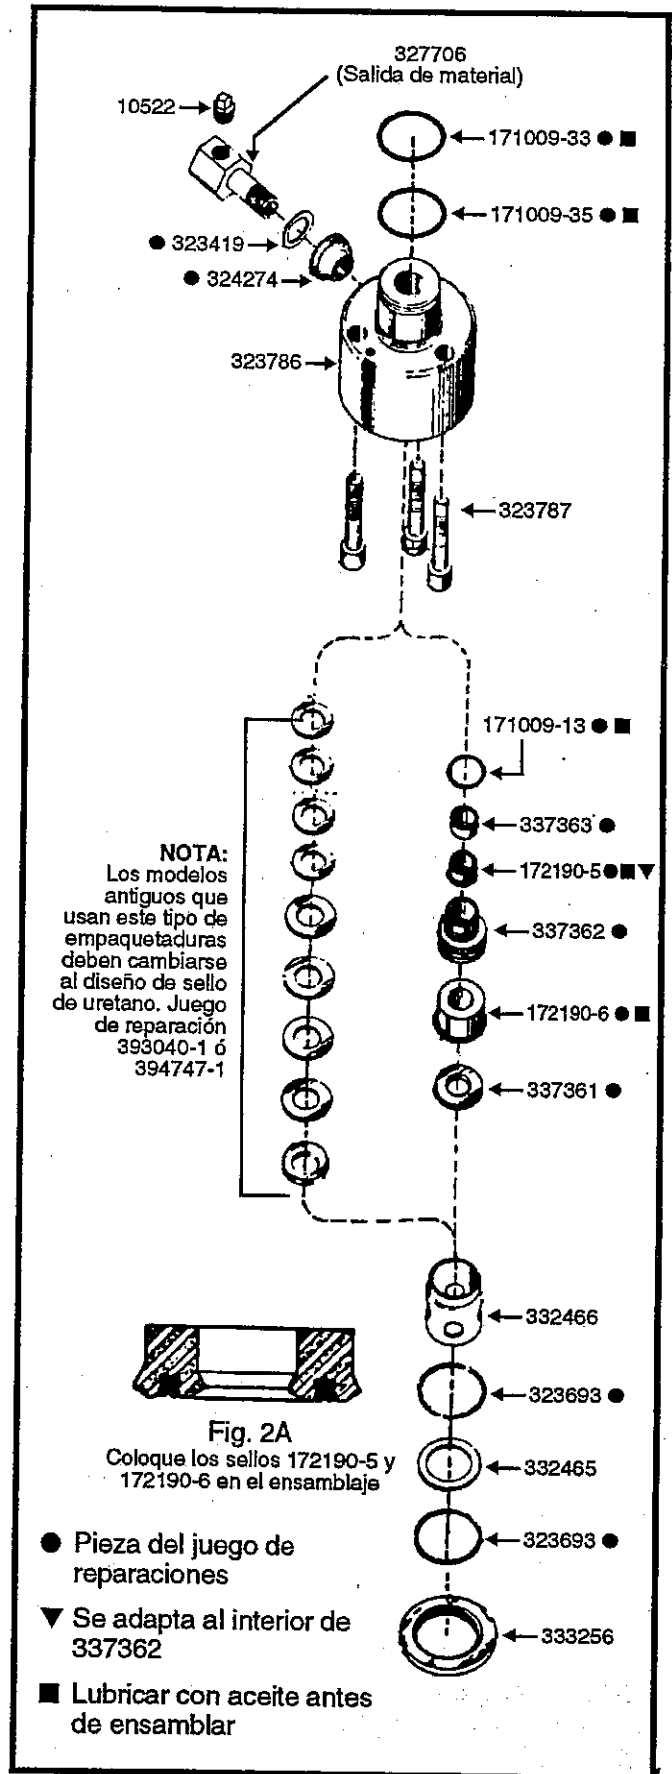 327706
(Salida de material)
10522
171009-33 ● ■
171009-35 ● ■
● 323419
● 324274
323786
323787
171009-13 ● ■
337363 ●
172190-5 ● ■ ▼
337362 ●
172190-6 ● ■
337361 ●
NOTA:
Los modelos
antiguos que
usan este tipo de
empaquetaduras
deben cambiarse
al diseño de sello
de uretano. Juego
de reparación
393040-1 ó
394747-1
332466
323693 ●
332465
323693 ●
333256
Fig. 2A
Coloque los sellos 172190-5 y
172190-6 en el ensamblaje
● Pieza del juego de
reparaciones
▼ Se adapta al interior de
337362
■ Lubricar con aceite antes
de ensamblar